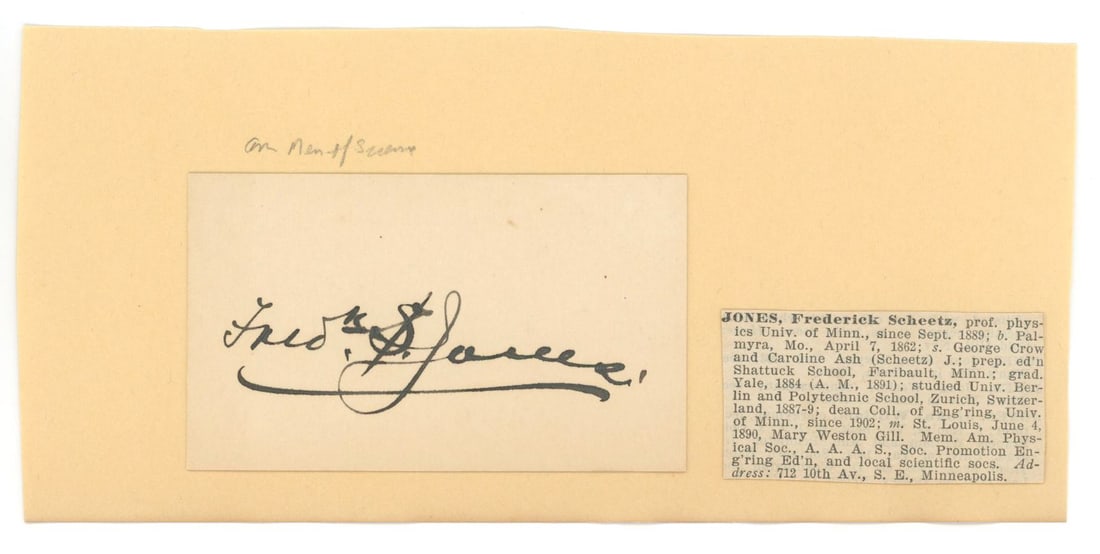 Am Men of Science
Fred.k S. Jones.
JONES, Frederick Scheetz, prof. phys-
ics Univ. of Minn., since Sept. 1889; b. Pal-
myra, Mo., April 7, 1862; s. George Crow
and Caroline Ash (Scheetz) J.; prep. ed'n
Shattuck School, Faribault, Minn.; grad.
Yale, 1884 (A. M., 1891); studied Univ. Ber-
lin and Polytechnic School, Zurich, Switzer-
land, 1887-9; dean Coll. of Eng'ring, Univ.
of Minn., since 1902; m. St. Louis, June 4,
1890, Mary Weston Gill. Mem. Am. Phys-
ical Soc., A. A. A. S., Soc. Promotion En-
g'ring Ed'n, and local scientific socs. Ad-
dress: 712 10th Av., S. E., Minneapolis.